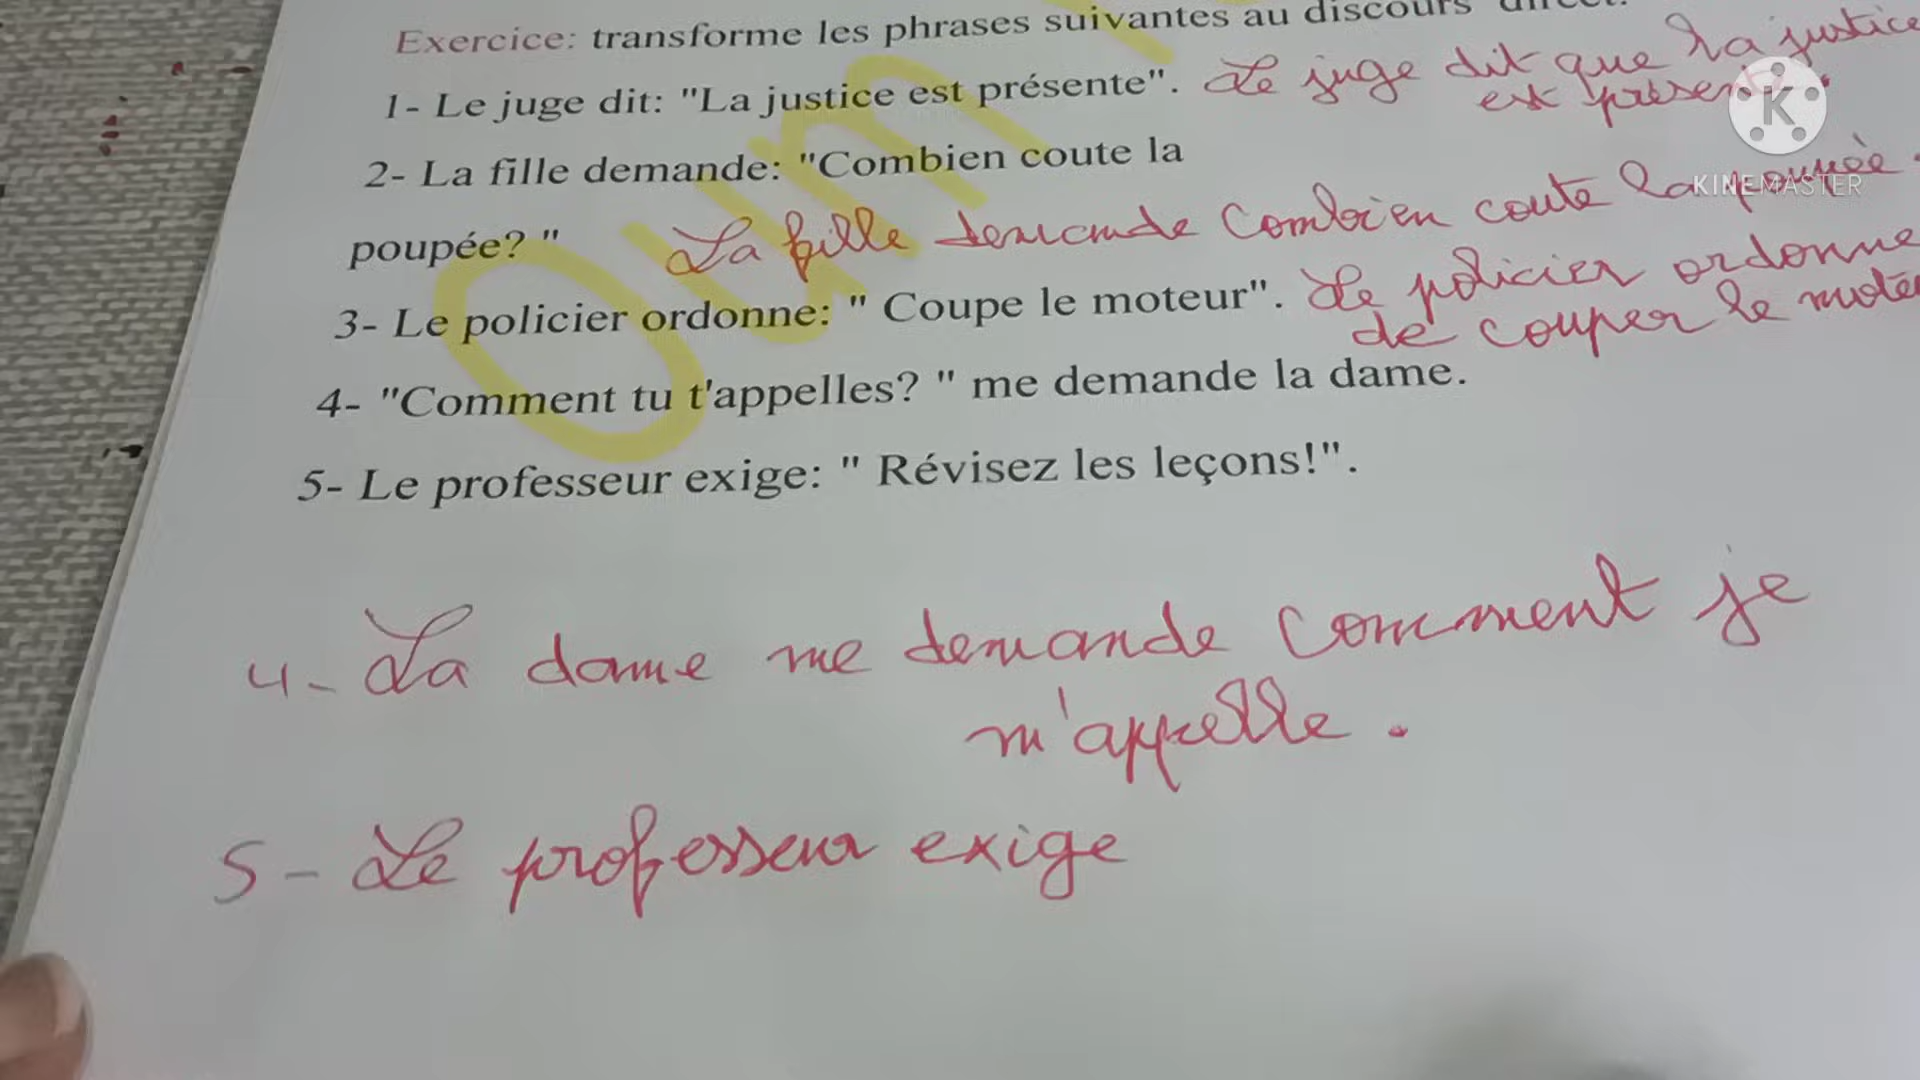 Exercice: transforme les phrases suivantes au discours direct.
1- Le juge dit: "La justice est présente". Le juge dit que la justice
est présent
2- La fille demande: "Combien coute la
poupée? " La fille demande combien coute la poupée.
3- Le policier ordonne: " Coupe le moteur". Le policier ordonne
de couper le moteu
4- "Comment tu t'appelles? " me demande la dame.
5- Le professeur exige: " Révisez les leçons!".
4- La dame me demande comment je
m'appelle.
5- Le professeur exige
Oum
K
KINEMASTER